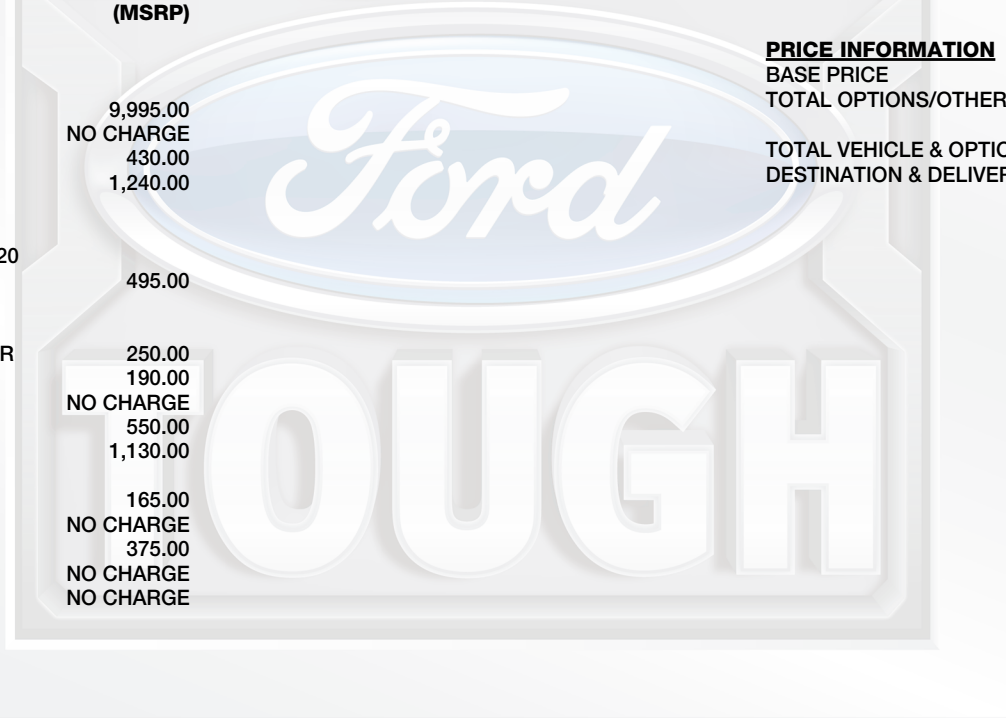 (MSRP)
9,995.00
NO CHARGE
430.00
1,240.00
20
495.00
R 250.00
190.00
NO CHARGE
550.00
1,130.00
165.00
NO CHARGE
375.00
NO CHARGE
NO CHARGE
PRICE INFORMATION
BASE PRICE
TOTAL OPTIONS/OTHER
TOTAL VEHICLE & OPTIO
DESTINATION & DELIVER
Ford
TOUGH